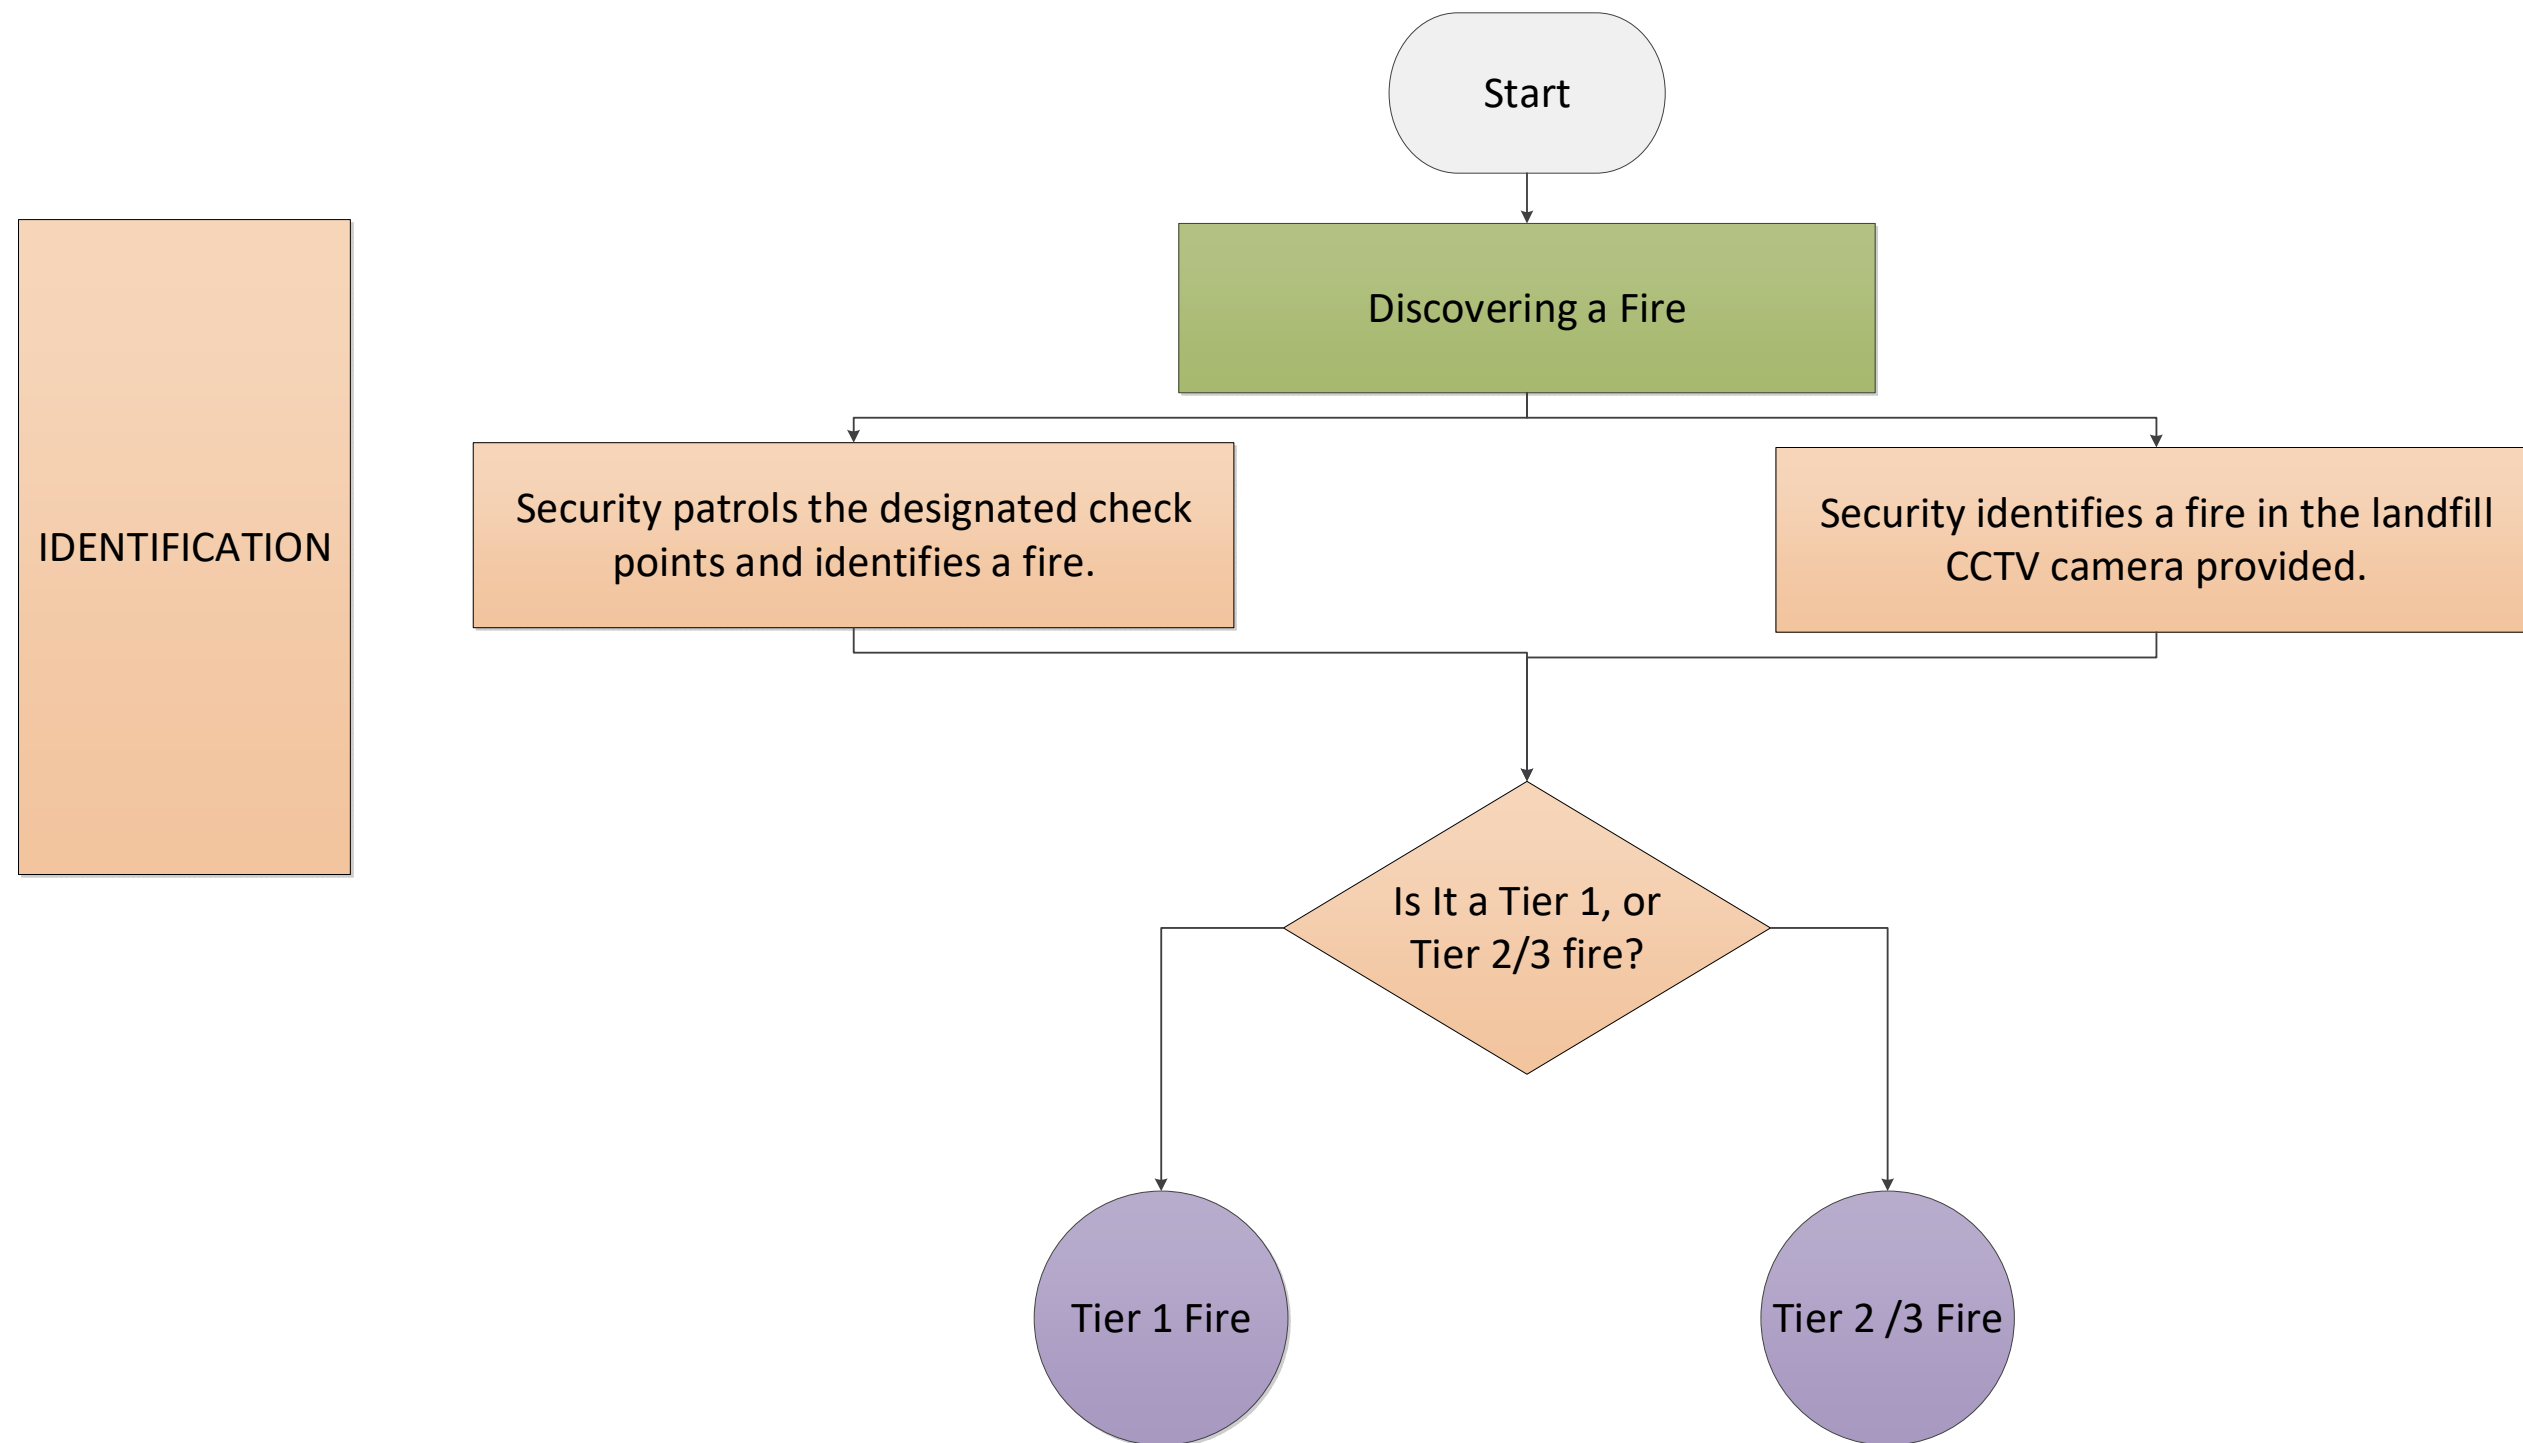 Start
Discovering a Fire
IDENTIFICATION
Security patrols the designated check
points and identifies a fire.
Security identifies a fire in the landfill
CCTV camera provided.
Is It a Tier 1, or
Tier 2/3 fire?
Tier 1 Fire
Tier 2 /3 Fire